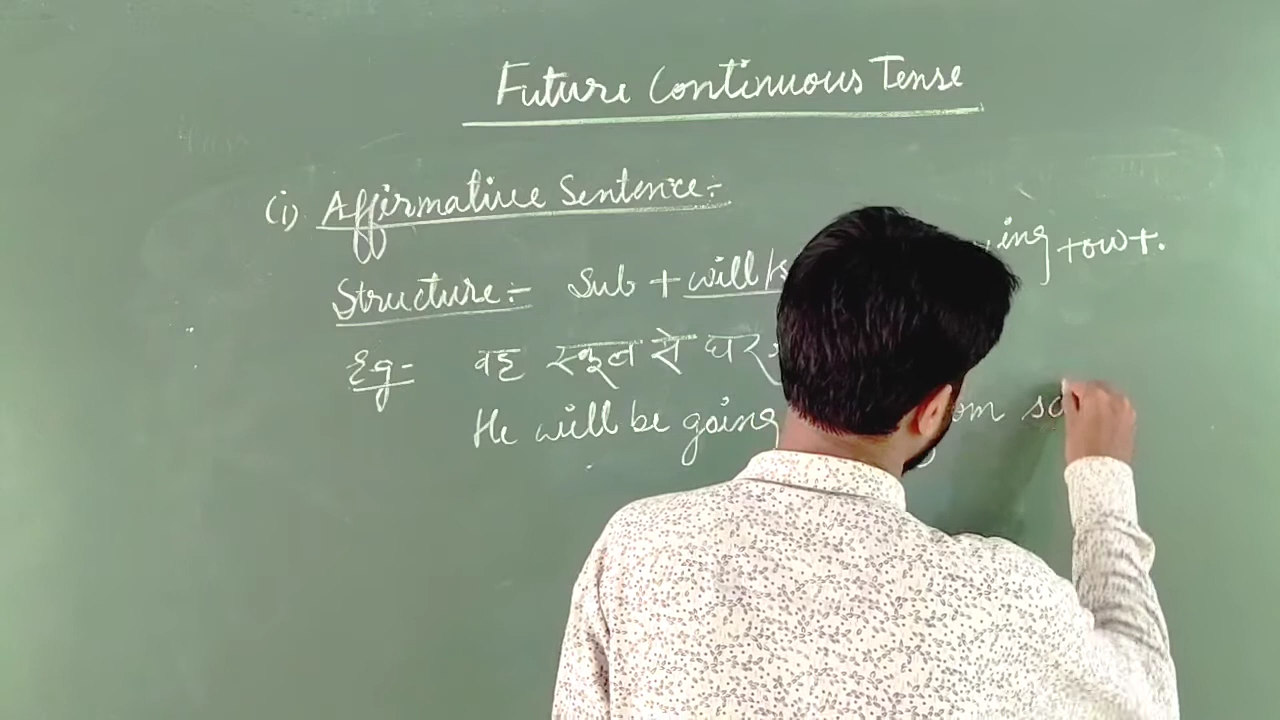 Future Continuous Tense
(i) Affirmative Sentence:-
Structure:- Sub + will/s ing + ow +.
Eg:- वह स्कूल से घर
He will be going om sc